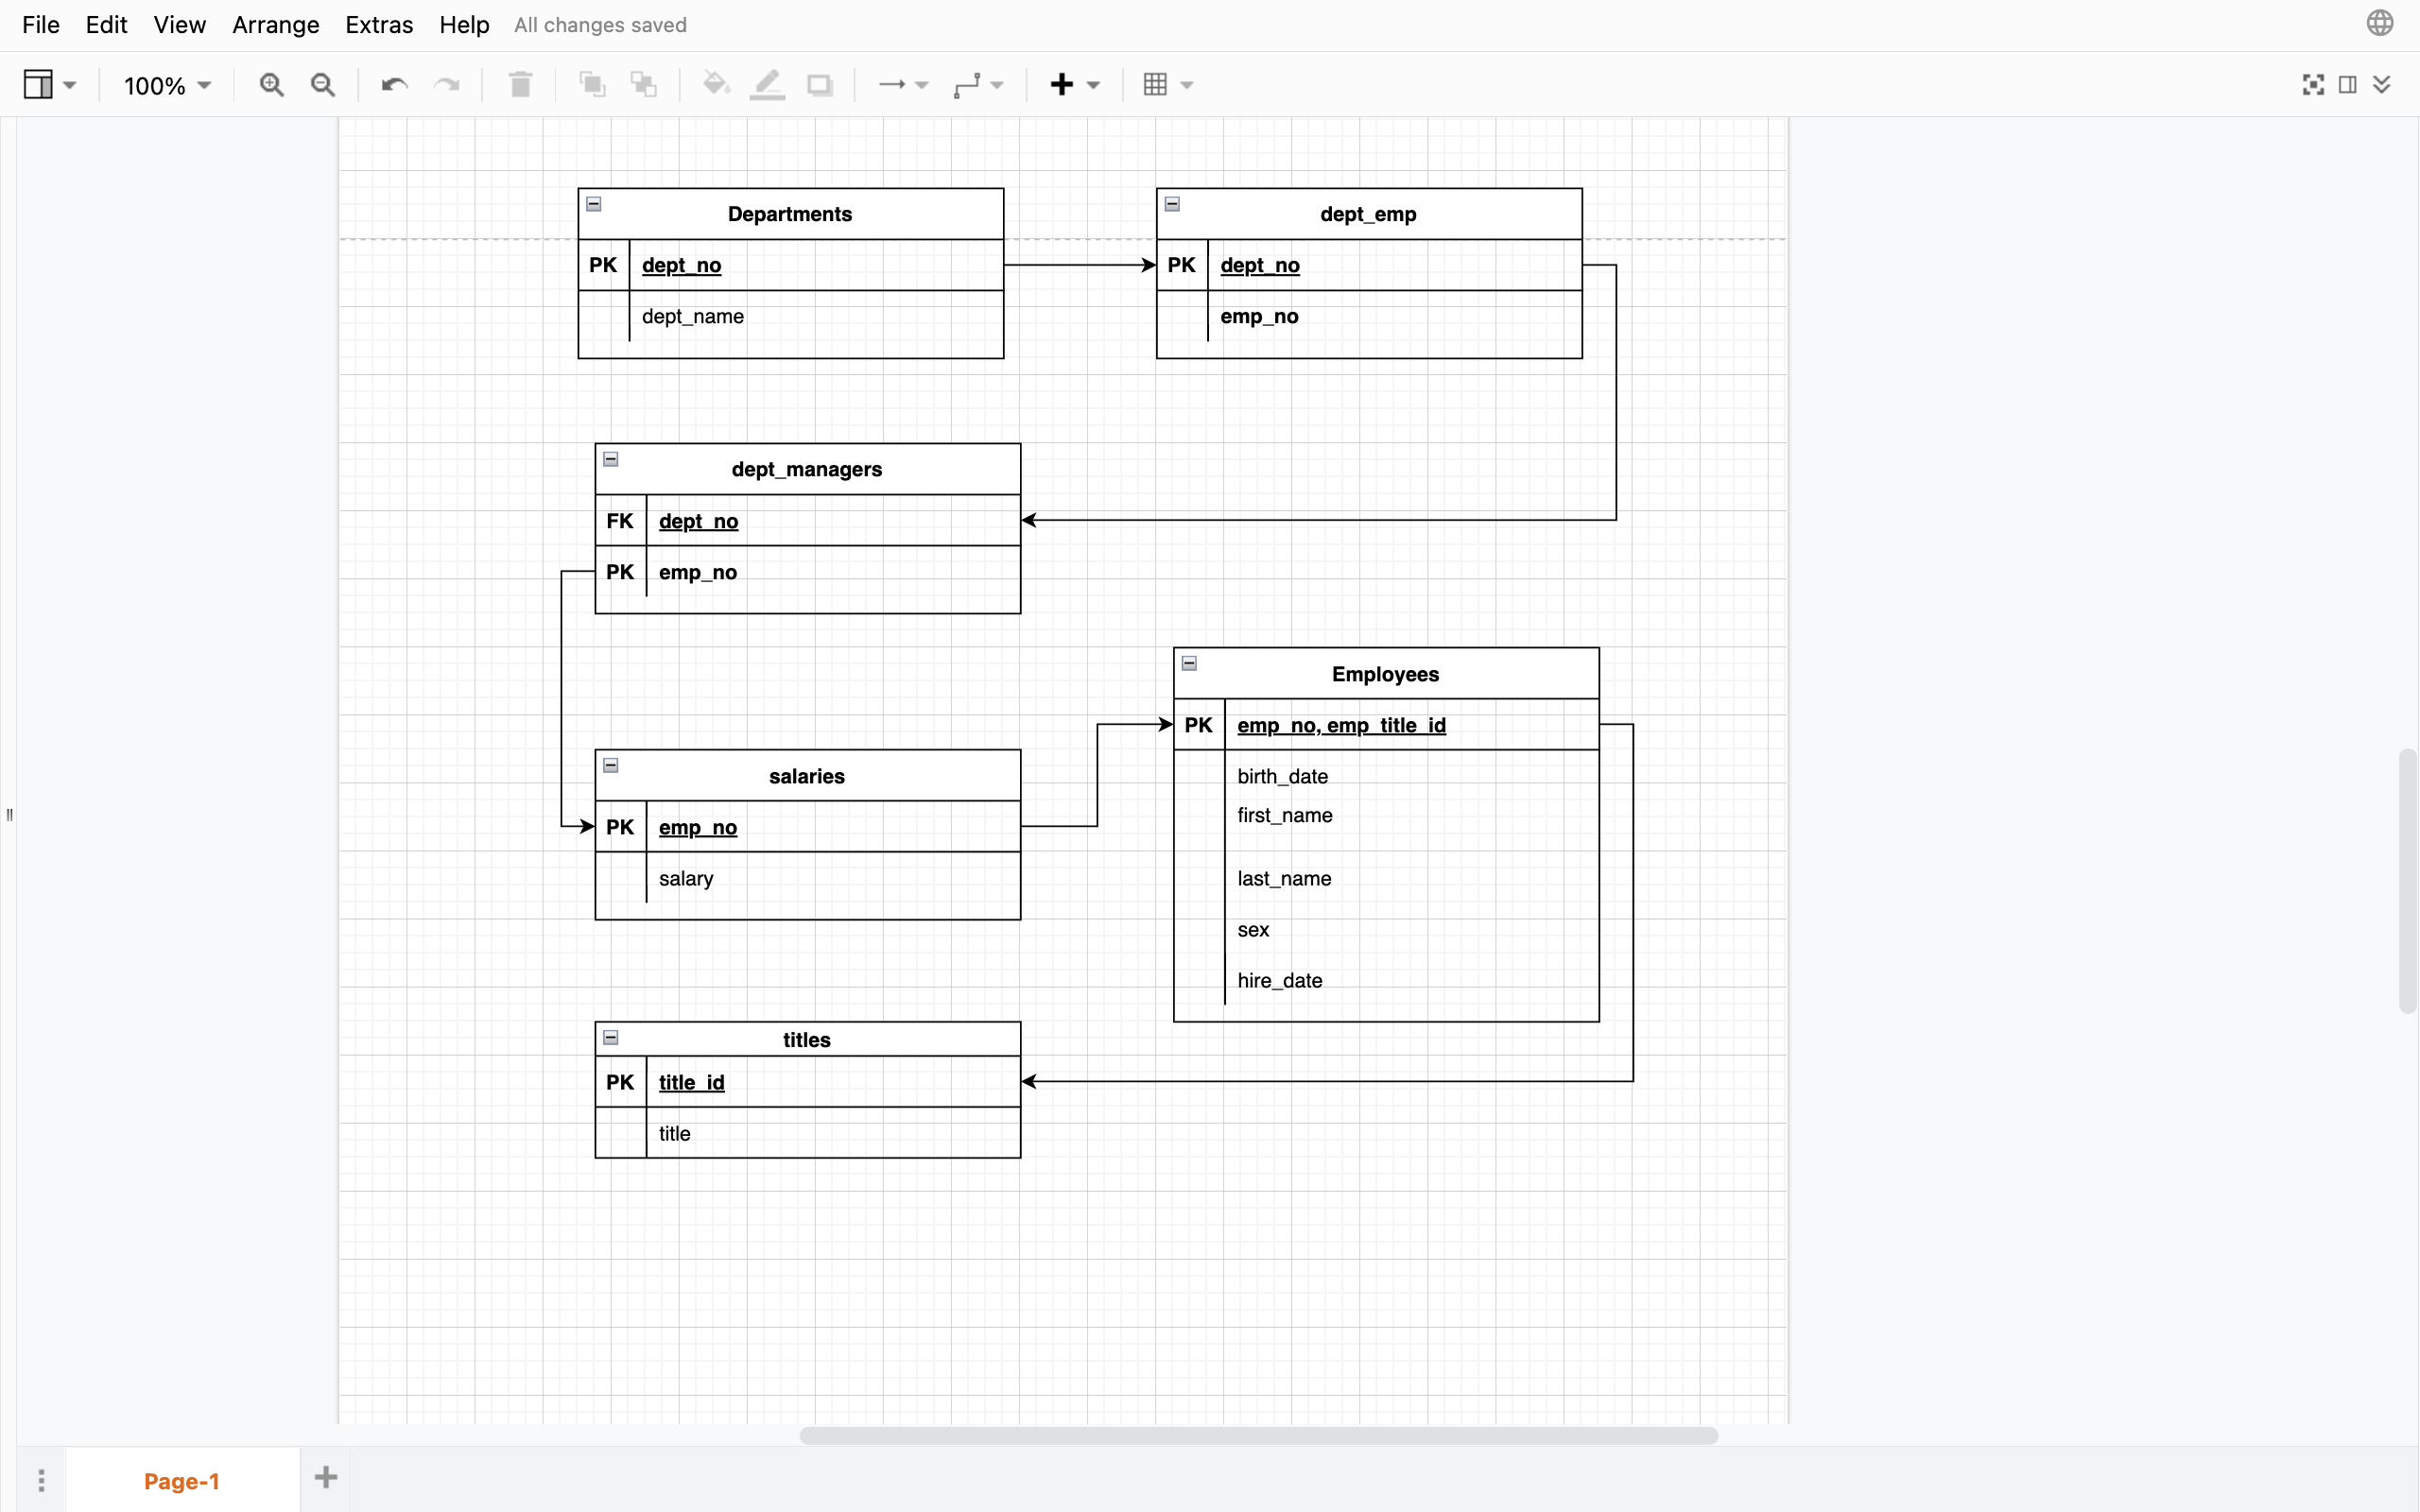 File Edit View Arrange Extras Help All changes saved
100%
Departments
PK dept_no
dept_name
dept_emp
PK dept_no
emp_no
dept_managers
FK dept_no
PK emp_no
Employees
PK emp_no, emp_title_id
birth_date
first_name
last_name
sex
hire_date
salaries
PK emp_no
salary
titles
PK title_id
title
Page-1